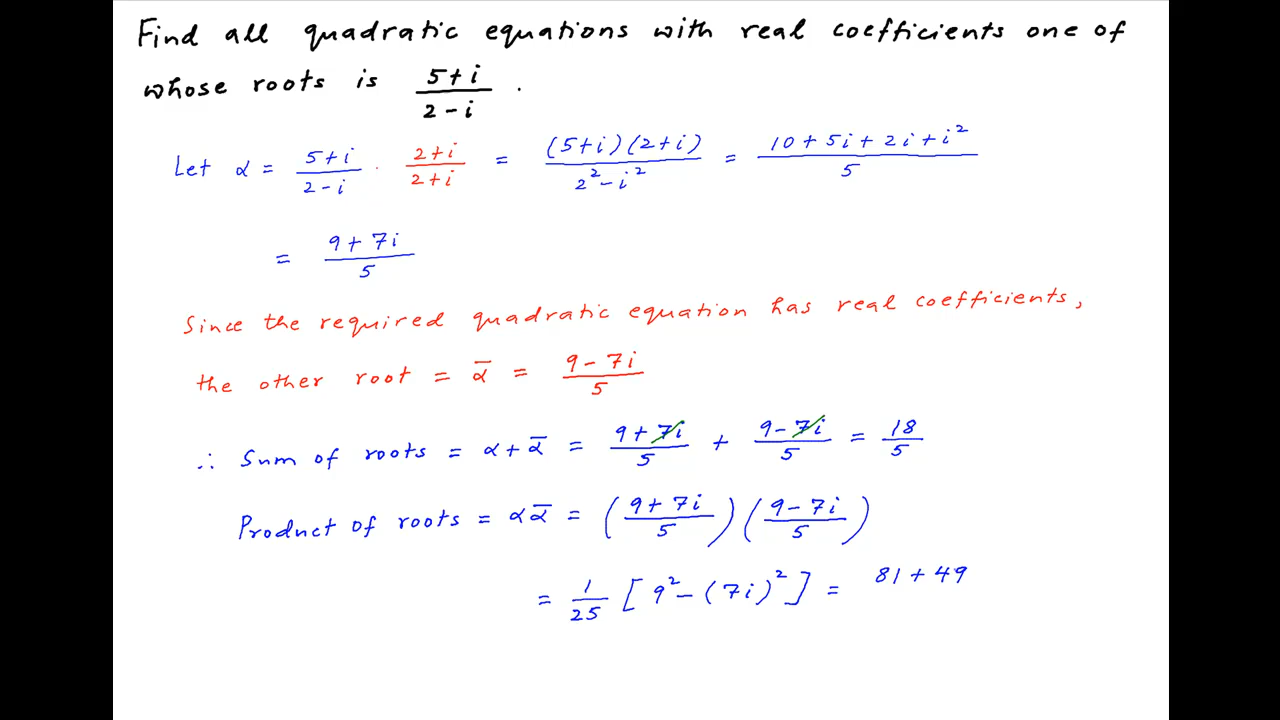 Find all quadratic equations with real coefficients one of
whose roots is (5+i)/(2-i).
Let α = (5+i)/(2-i) · (2+i)/(2+i) = ((5+i)(2+i))/(2²-i²) = (10+5i+2i+i²)/5
= (9+7i)/5
Since the required quadratic equation has real coefficients,
the other root = ᾱ = (9-7i)/5
∴ Sum of roots = α+ᾱ = (9+7i)/5 + (9-7i)/5 = 18/5
Product of roots = αᾱ = ((9+7i)/5)((9-7i)/5)
= 1/25 [9²-(7i)²] = 81+49